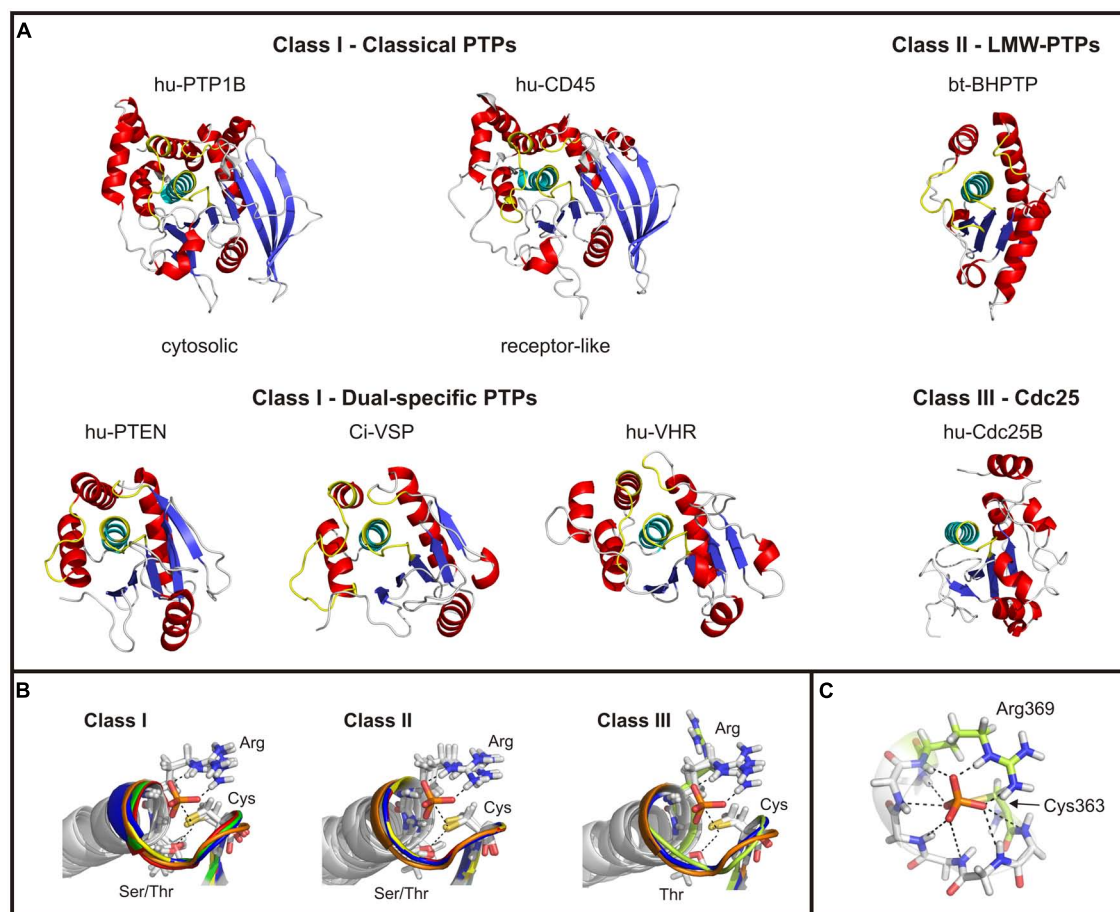 A
Class I - Classical PTPs
Class II - LMW-PTPs
hu-PTP1B
hu-CD45
bt-BHPTP
cytosolic
receptor-like
Class I - Dual-specific PTPs
Class III - Cdc25
hu-PTEN
Ci-VSP
hu-VHR
hu-Cdc25B
B
Class I
Arg
Cys
Ser/Thr
Class II
Arg
Cys
Ser/Thr
Class III
Arg
Cys
Thr
C
Arg369
Cys363